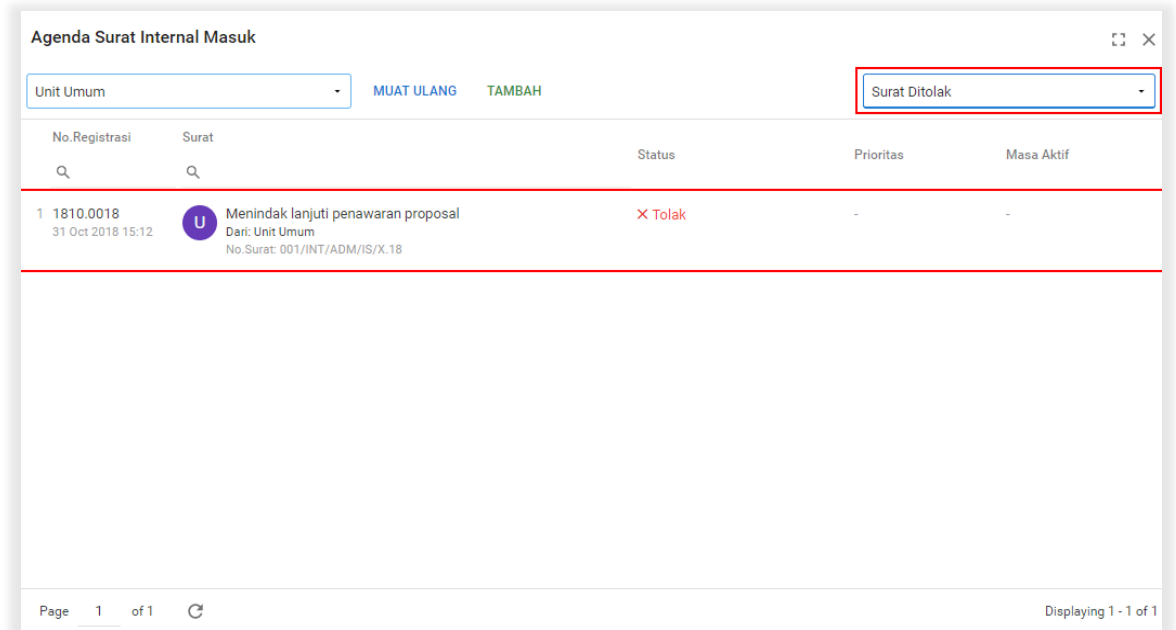 Agenda Surat Internal Masuk
Unit Umum MUAT ULANG TAMBAH Surat Ditolak
No.Registrasi Surat Status Prioritas Masa Aktif
1 1810.0018 U Menindak lanjuti penawaran proposal × Tolak - -
31 Oct 2018 15:12 Dari: Unit Umum
No.Surat: 001/INT/ADM/IS/X.18
Page 1 of 1 Displaying 1 - 1 of 1